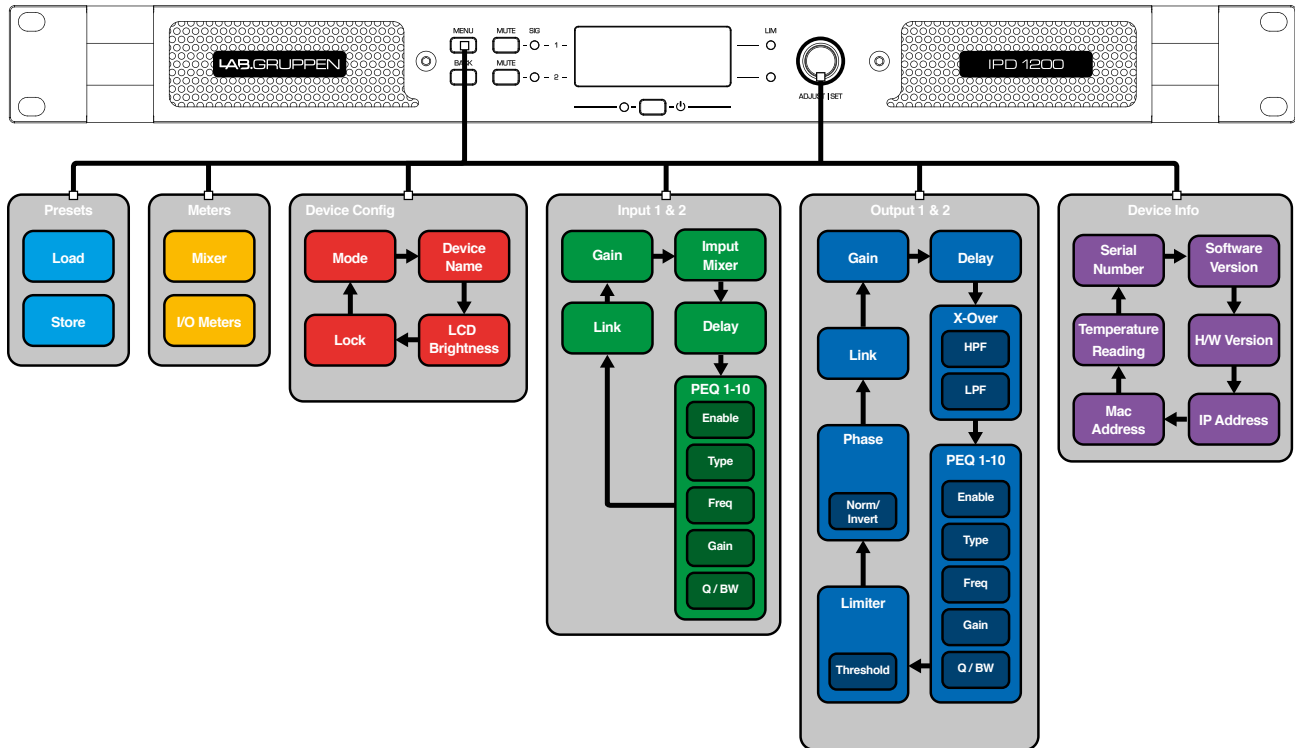 MENU
MUTE SIG
LIM
LAB.GRUPPEN
1
BACK
MUTE
2
ADJUST | SET
IPD 1200
Presets
Load
Store
Meters
Mixer
I/O Meters
Device Config
Mode
Device
Name
Lock
LCD
Brightness
Input 1 & 2
Gain
Imput
Mixer
Link
Delay
PEQ 1-10
Enable
Type
Freq
Gain
Q / BW
Output 1 & 2
Gain
Delay
X-Over
HPF
LPF
Link
Phase
Norm/
Invert
PEQ 1-10
Enable
Type
Freq
Gain
Q / BW
Limiter
Threshold
Device Info
Serial
Number
Software
Version
Temperature
Reading
H/W Version
Mac
Address
IP Address